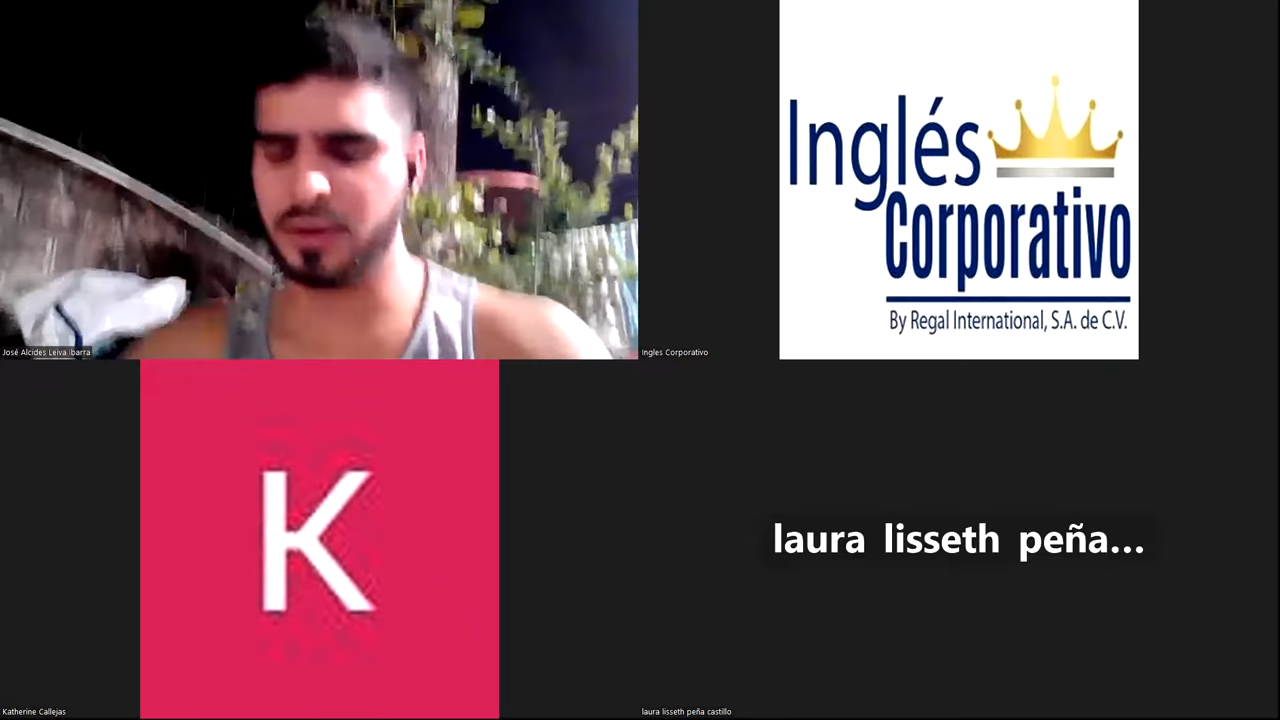 Inglés
Corporativo
By Regal International, S.A. de C.V.
José Alcides Leiva Ibarra
Ingles Corporativo
K
laura lisseth peña...
Katherine Callejas
laura lisseth peña castillo